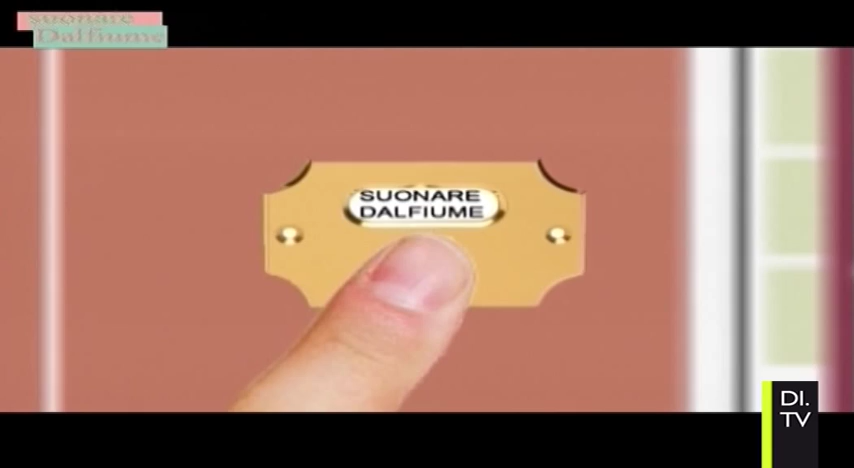 suonare
Dalfiume
SUONARE
DALFIUME
DI.
TV